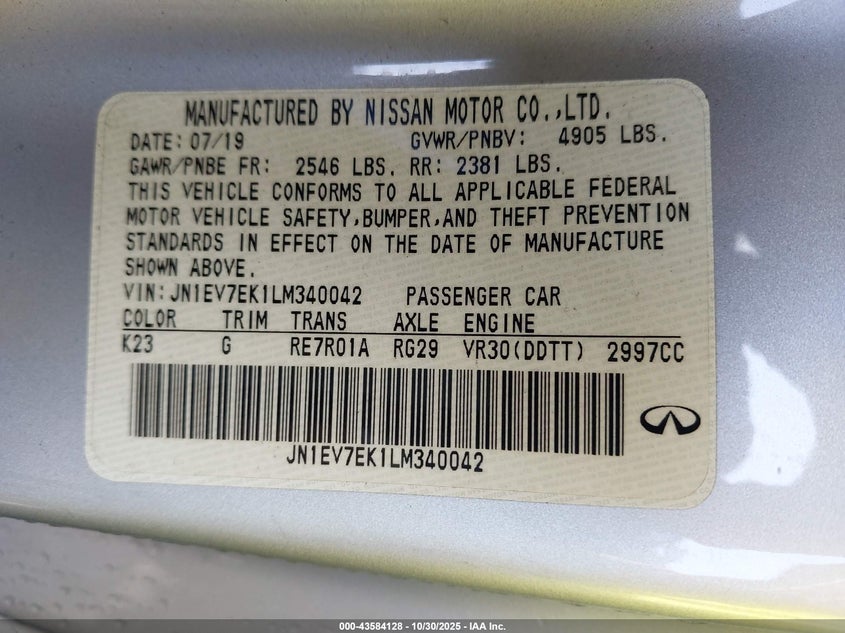 MANUFACTURED BY NISSAN MOTOR CO.,LTD.
DATE: 07/19 GVWR/PNBV: 4905 LBS.
GAWR/PNBE FR: 2546 LBS. RR: 2381 LBS.
THIS VEHICLE CONFORMS TO ALL APPLICABLE FEDERAL
MOTOR VEHICLE SAFETY,BUMPER,AND THEFT PREVENTION
STANDARDS IN EFFECT ON THE DATE OF MANUFACTURE
SHOWN ABOVE.
VIN: JN1EV7EK1LM340042 PASSENGER CAR
COLOR TRIM TRANS AXLE ENGINE
K23 G RE7R01A RG29 VR30(DDTT) 2997CC
JN1EV7EK1LM340042
000-43584128 - 10/30/2025 - IAA Inc.